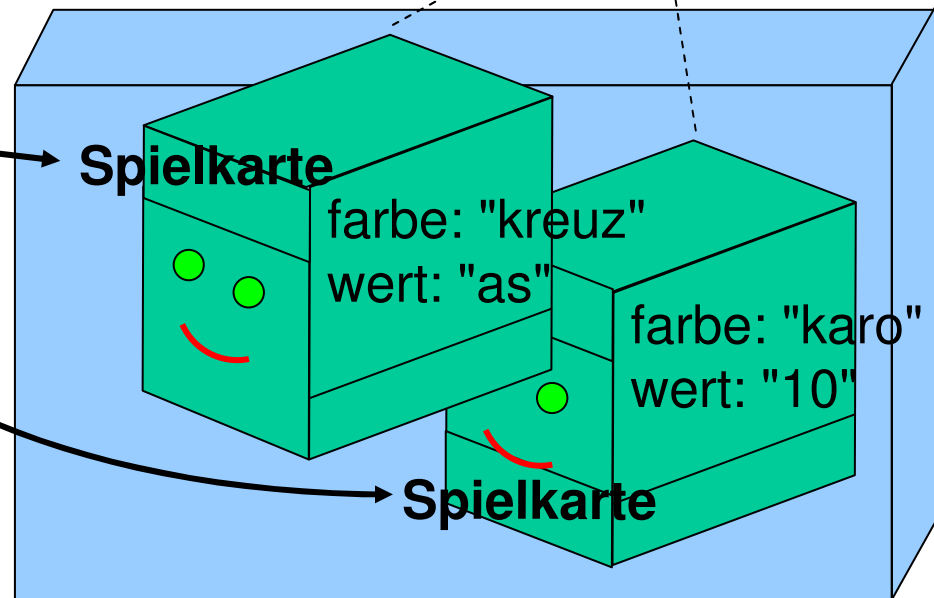 Spielkarte
farbe: "kreuz"
wert: "as"
farbe: "karo"
wert: "10"
Spielkarte